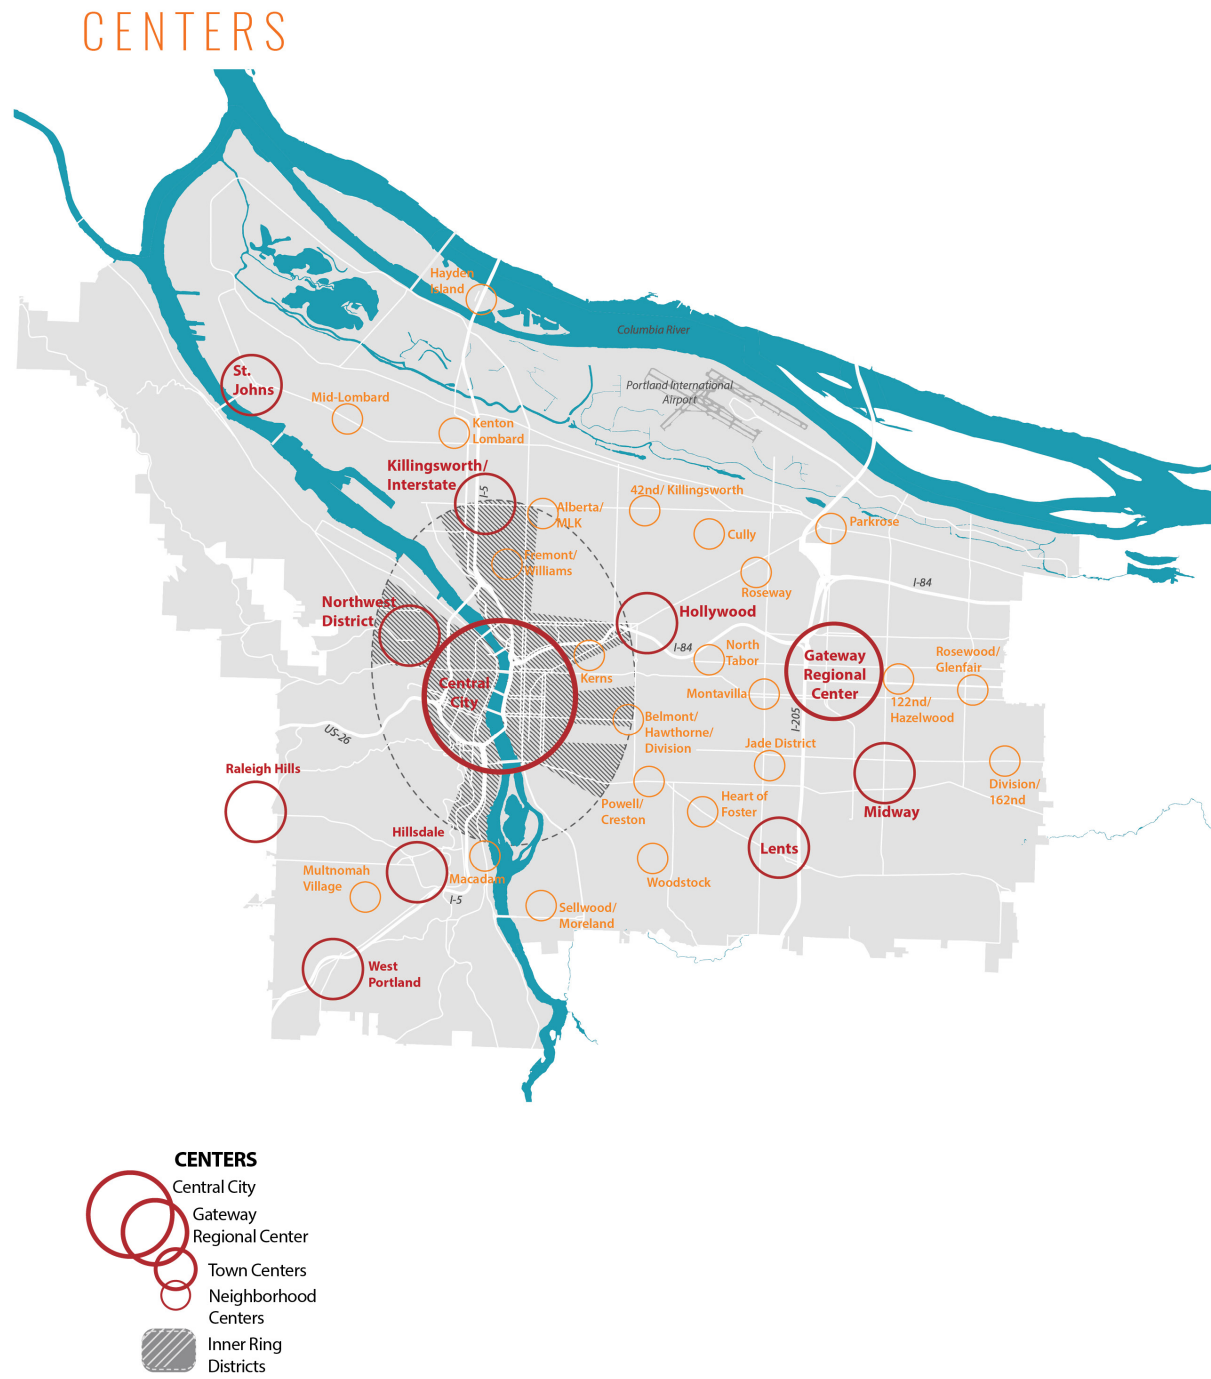 CENTERS
Hayden
Island
Columbia River
Portland International
Airport
St.
Johns
Mid-Lombard
Kenton
Lombard
Killingsworth/
Interstate
I-5
Alberta/
MLK
42nd/ Killingsworth
Cully
Parkrose
Fremont/
Williams
Roseway
I-84
Northwest
District
Hollywood
I-84
North
Tabor
Gateway
Regional
Center
Rosewood/
Glenfair
Kerns
Central
City
Montavilla
122nd/
Hazelwood
I-205
Belmont/
Hawthorne/
Division
US-26
Jade District
Raleigh Hills
Division/
162nd
Powell/
Creston
Heart of
Foster
Midway
Hillsdale
Lents
Multnomah
Village
Macadam
Woodstock
I-5
Sellwood/
Moreland
West
Portland
CENTERS
Central City
Gateway
Regional Center
Town Centers
Neighborhood
Centers
Inner Ring
Districts